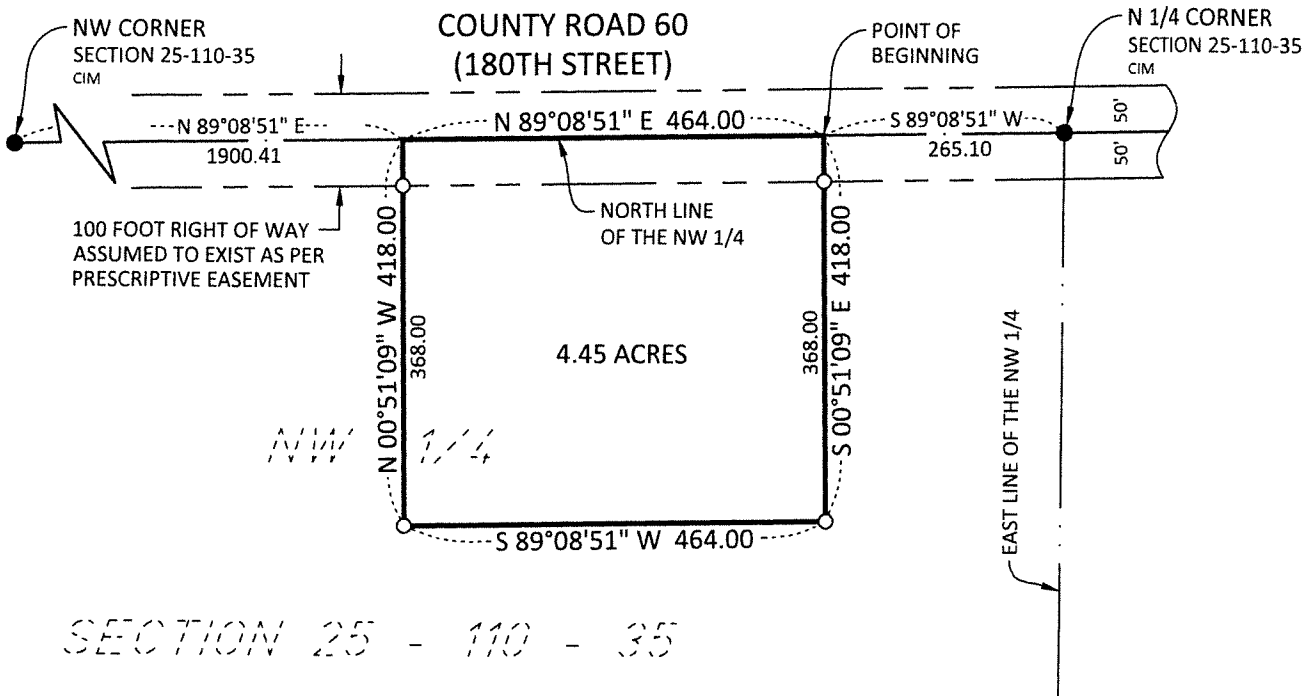 NW CORNER
SECTION 25-110-35
CIM
COUNTY ROAD 60
(180TH STREET)
POINT OF
BEGINNING
N 1/4 CORNER
SECTION 25-110-35
CIM
N 89°08'51" E
1900.41
N 89°08'51" E 464.00
S 89°08'51" W
265.10
50'
50'
100 FOOT RIGHT OF WAY
ASSUMED TO EXIST AS PER
PRESCRIPTIVE EASEMENT
NORTH LINE
OF THE NW 1/4
N 00°51'09" W 418.00
368.00
4.45 ACRES
368.00
S 00°51'09" E 418.00
EAST LINE OF THE NW 1/4
NW 1/4
S 89°08'51" W 464.00
SECTION 25 - 110 - 35